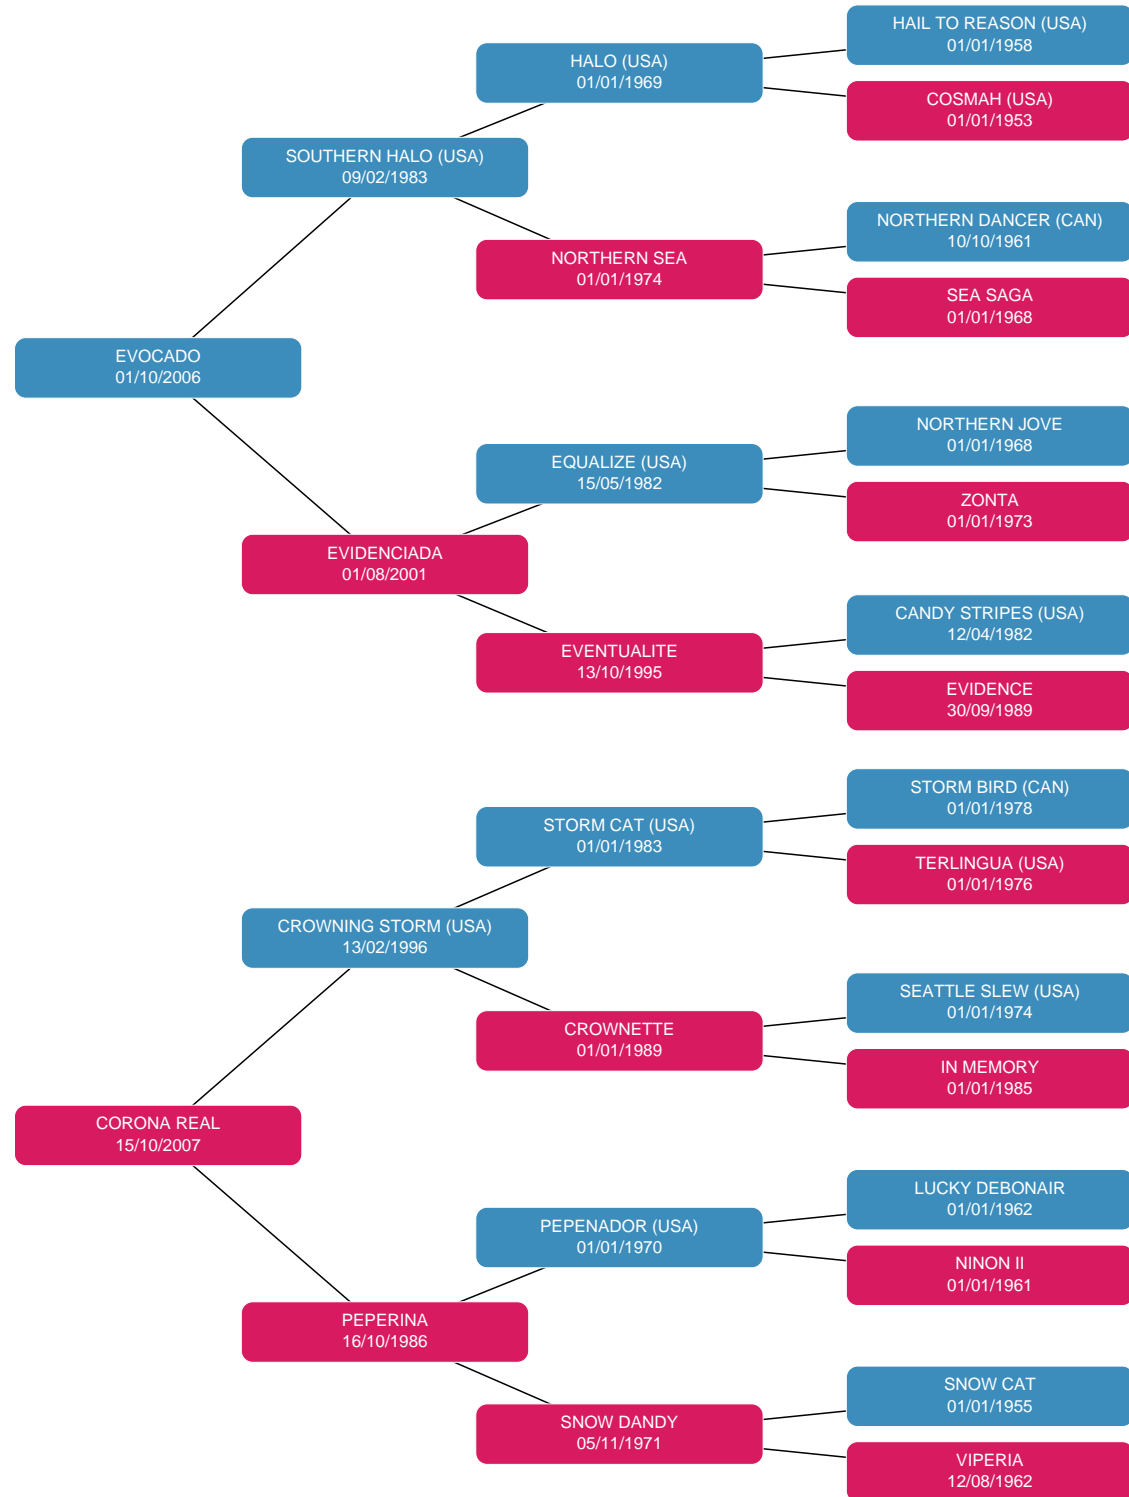 HAIL TO REASON (USA)
01/01/1958
HALO (USA)
01/01/1969
COSMAH (USA)
01/01/1953
SOUTHERN HALO (USA)
09/02/1983
NORTHERN DANCER (CAN)
10/10/1961
NORTHERN SEA
01/01/1974
SEA SAGA
01/01/1968
EVOCADO
01/10/2006
NORTHERN JOVE
01/01/1968
EQUALIZE (USA)
15/05/1982
ZONTA
01/01/1973
EVIDENCIADA
01/08/2001
CANDY STRIPES (USA)
12/04/1982
EVENTUALITE
13/10/1995
EVIDENCE
30/09/1989
STORM BIRD (CAN)
01/01/1978
STORM CAT (USA)
01/01/1983
TERLINGUA (USA)
01/01/1976
CROWNING STORM (USA)
13/02/1996
SEATTLE SLEW (USA)
01/01/1974
CROWNETTE
01/01/1989
IN MEMORY
01/01/1985
CORONA REAL
15/10/2007
LUCKY DEBONAIR
01/01/1962
PEPENADOR (USA)
01/01/1970
NINON II
01/01/1961
PEPERINA
16/10/1986
SNOW CAT
01/01/1955
SNOW DANDY
05/11/1971
VIPERIA
12/08/1962